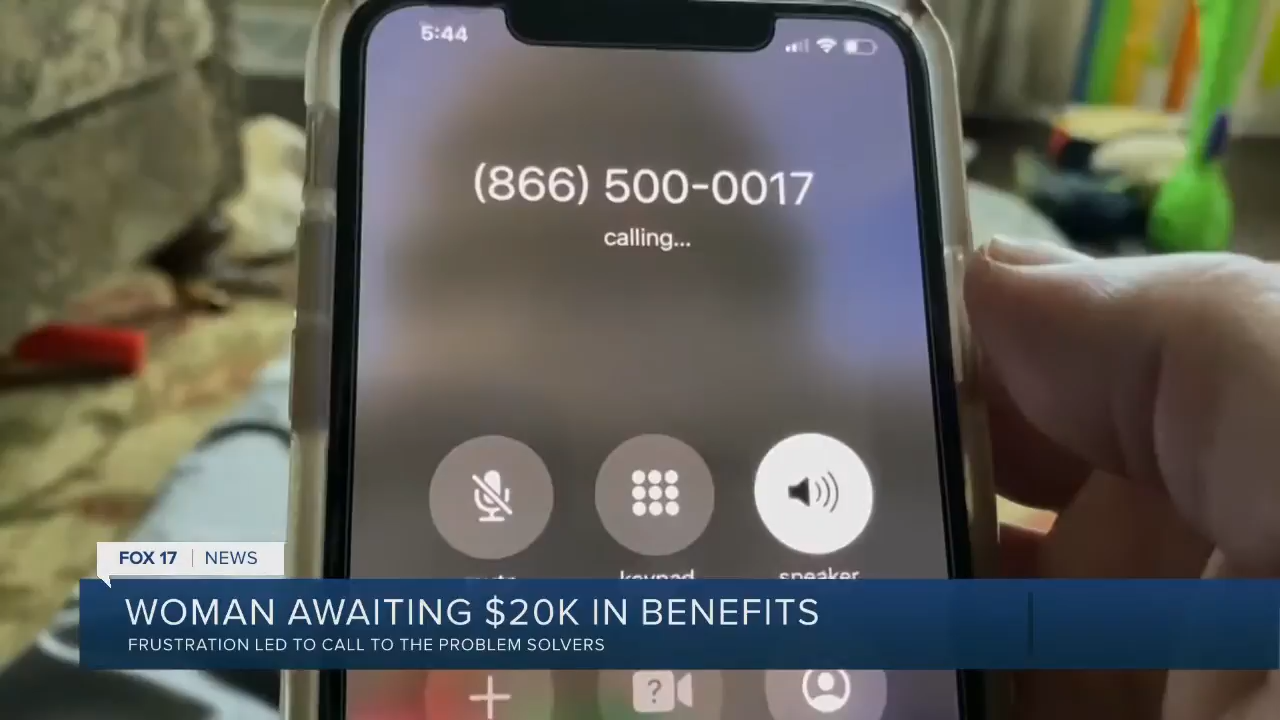 5:44
(866) 500-0017
calling...
keypad
speaker
FOX 17 | NEWS
WOMAN AWAITING $20K IN BENEFITS
FRUSTRATION LED TO CALL TO THE PROBLEM SOLVERS